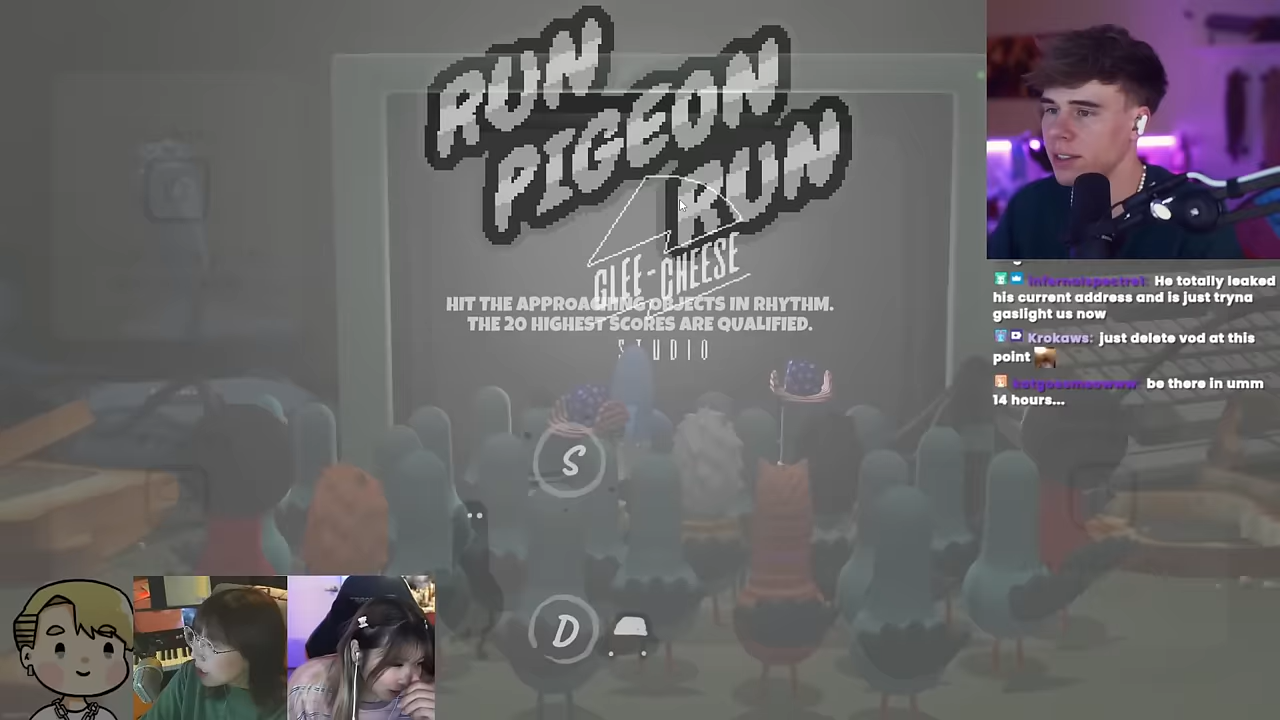 RUN
PIGEON
RUN
GLEE-CHEESE
STUDIO
HIT THE APPROACHING OBJECTS IN RHYTHM.
THE 20 HIGHEST SCORES ARE QUALIFIED.
S
D
infernalspectre1: He totally leaked
his current address and is just tryna
gaslight us now
Krokaws: just delete vod at this
point
katgoesmeowww: be there in umm
14 hours...